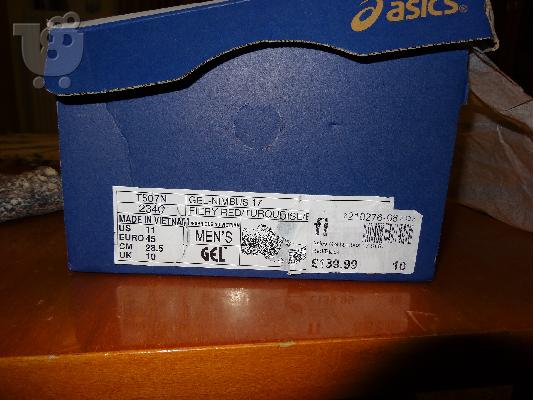 asics
T507N GEL-NIMBUS 17
2340 FIERY RED/TURQUOISE/
MADE IN VIETNAM
US 11
EURO 45
CM 28.5
UK 10
MEN'S
GEL
£139.99 10